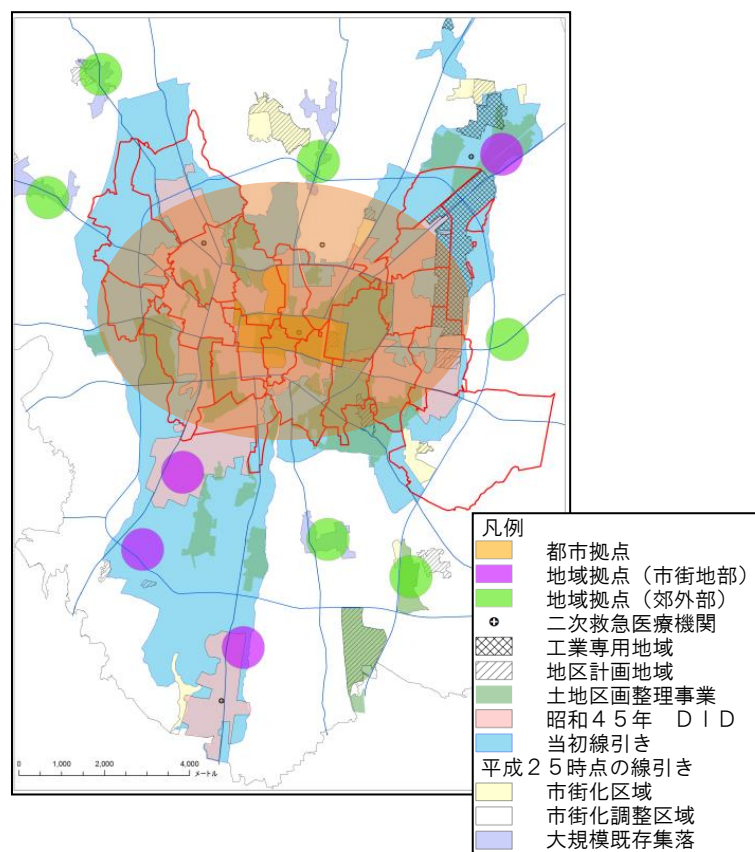 凡例
都市拠点
地域拠点（市街地部）
地域拠点（郊外部）
二次救急医療機関
工業専用地域
地区計画地域
土地区画整理事業
昭和４５年　ＤＩＤ
当初線引き
平成２５時点の線引き
市街化区域
市街化調整区域
大規模既存集落
0 1,000 2,000 4,000
メートル